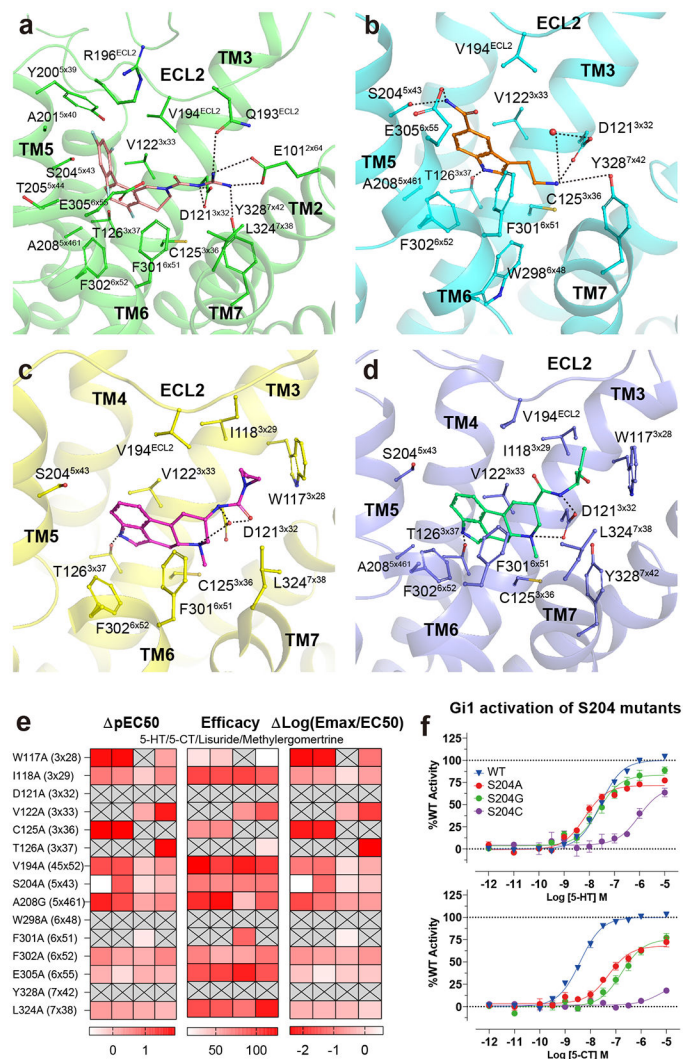 a
R196ECL2
ECL2
TM3
Y2005x39
A2015x40
V194ECL2
Q193ECL2
V1223x33
TM5
E1012x64
S2045x43
T2055x44
E3056x55
D1213x32
Y3287x42
TM2
T1263x37
L3247x38
A2085x461
C1253x36
F3016x51
F3026x52
TM6
TM7
b
ECL2
V194ECL2
TM3
S2045x43
V1223x33
E3056x55
D1213x32
TM5
Y3287x42
A2085x461
T1263x37
C1253x36
F3026x52
F3016x51
W2986x48
TM6
TM7
c
ECL2
TM3
TM4
I1183x29
V194ECL2
S2045x43
V1223x33
W1173x28
TM5
D1213x32
T1263x37
C1253x36
L3247x38
F3026x52
F3016x51
TM6
TM7
d
ECL2
TM3
TM4
V194ECL2
W1173x28
I1183x29
S2045x43
V1223x33
TM5
D1213x32
T1263x37
L3247x38
A2085x461
F3016x51
F3026x52
C1253x36
Y3287x42
TM7
TM6
e
ΔpEC50 Efficacy ΔLog(Emax/EC50)
5-HT/5-CT/Lisuride/Methylergomertrine
W117A (3x28)
I118A (3x29)
D121A (3x32)
V122A (3x33)
C125A (3x36)
T126A (3x37)
V194A (45x52)
S204A (5x43)
A208G (5x461)
W298A (6x48)
F301A (6x51)
F302A (6x52)
E305A (6x55)
Y328A (7x42)
L324A (7x38)
0 1 50 100 -2 -1 0
f
Gi1 activation of S204 mutants
%WT Activity
125
100
75
50
25
0
WT
S204A
S204G
S204C
-12 -11 -10 -9 -8 -7 -6 -5
Log [5-HT] M
%WT Activity
125
100
75
50
25
0
-12 -11 -10 -9 -8 -7 -6 -5
Log [5-CT] M